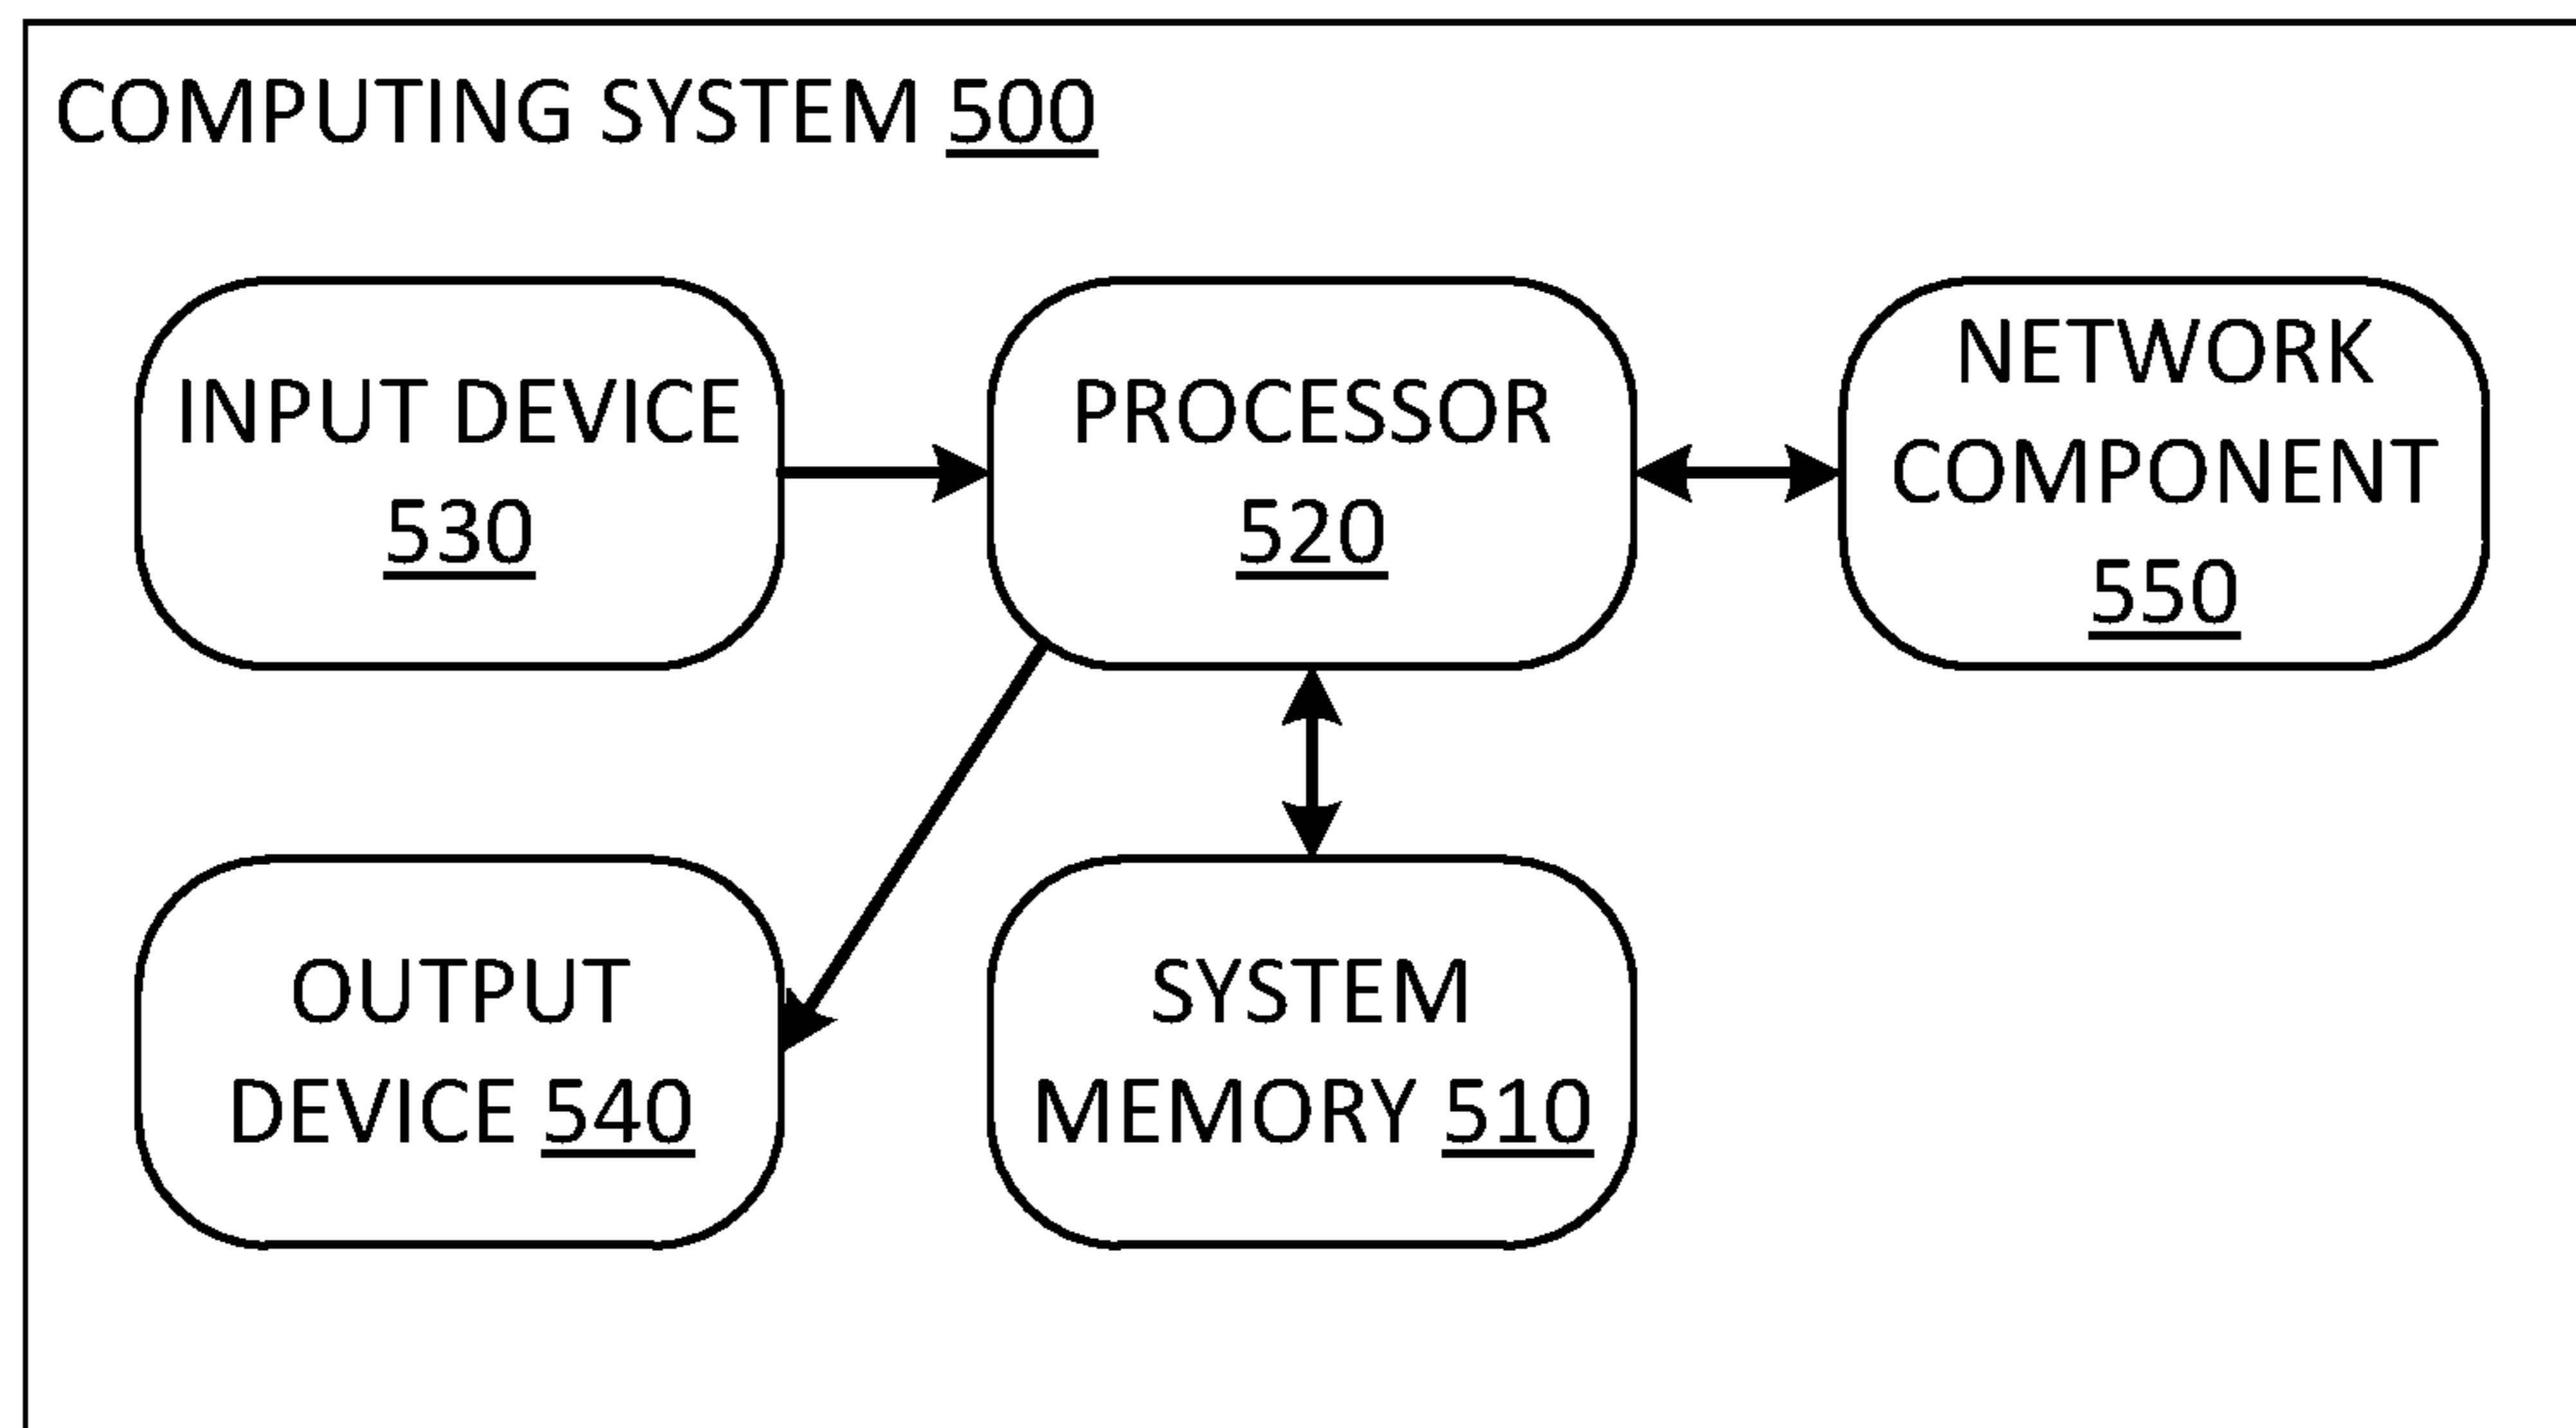 COMPUTING SYSTEM 500
INPUT DEVICE
530
PROCESSOR
520
NETWORK
COMPONENT
550
OUTPUT
DEVICE 540
SYSTEM
MEMORY 510